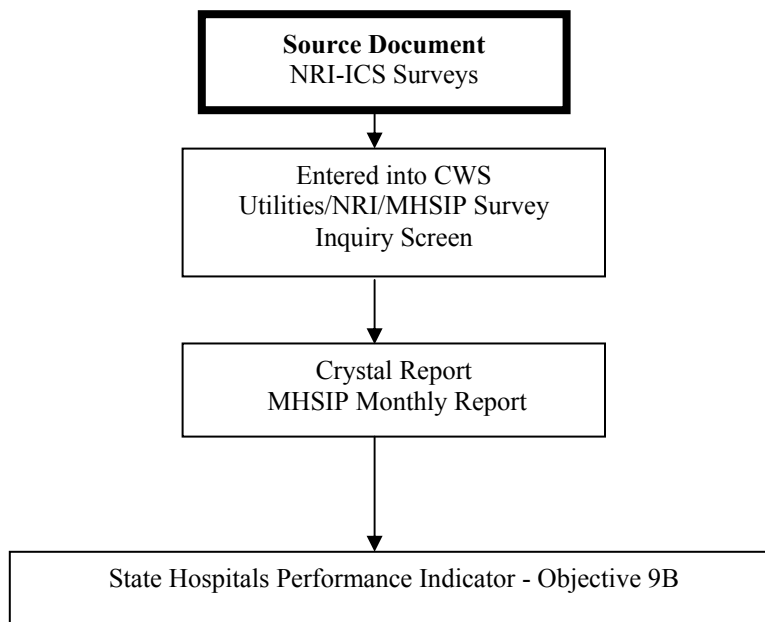 Source Document
NRI-ICS Surveys
Entered into CWS
Utilities/NRI/MHSIP Survey
Inquiry Screen
Crystal Report
MHSIP Monthly Report
State Hospitals Performance Indicator - Objective 9B